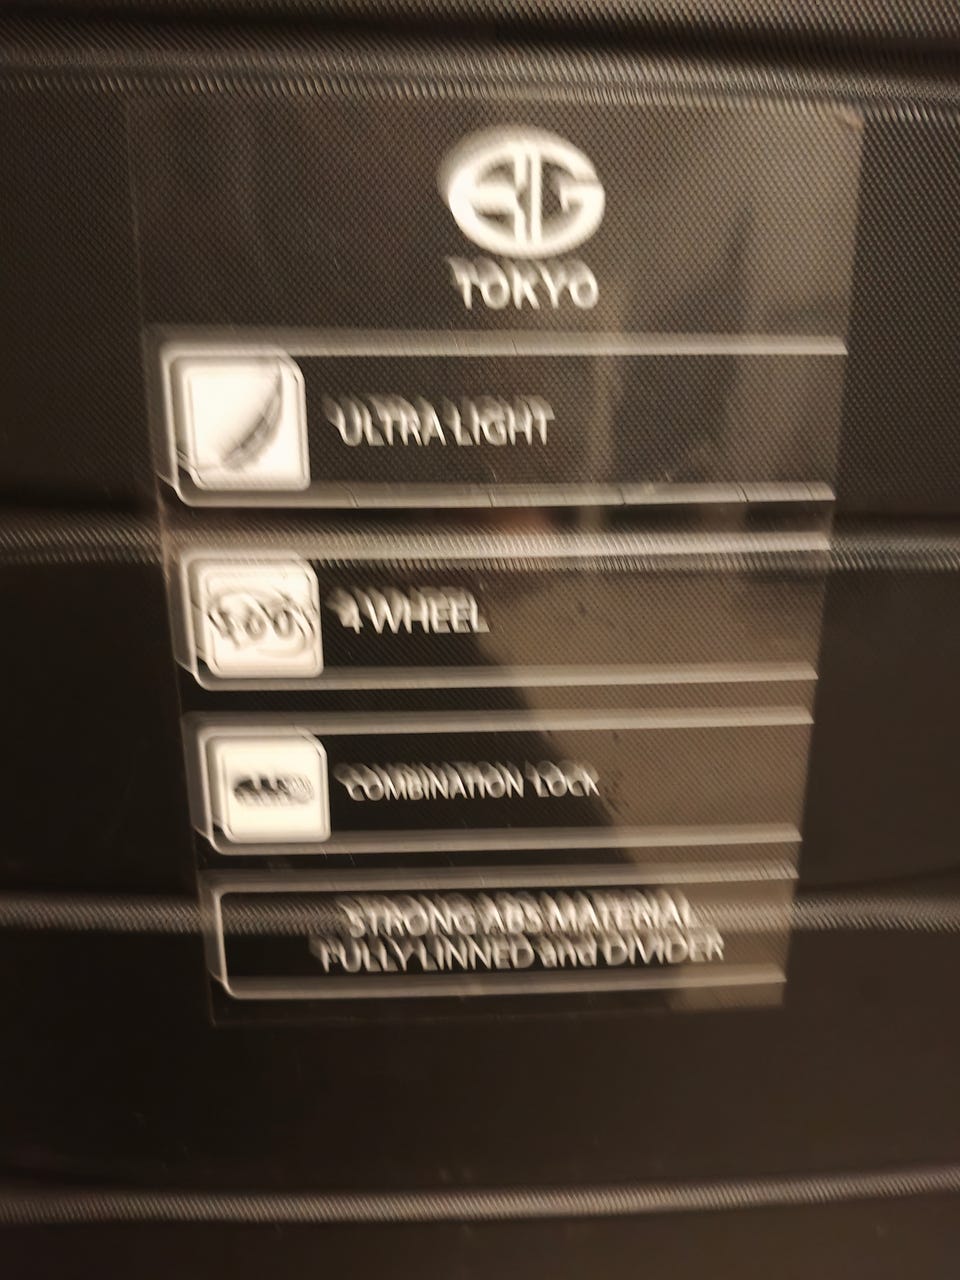 TOKYO
ULTRA LIGHT
4 WHEEL
COMBINATION LOCK
STRONG ABS MATERIAL
FULLY LINNED and DIVIDER